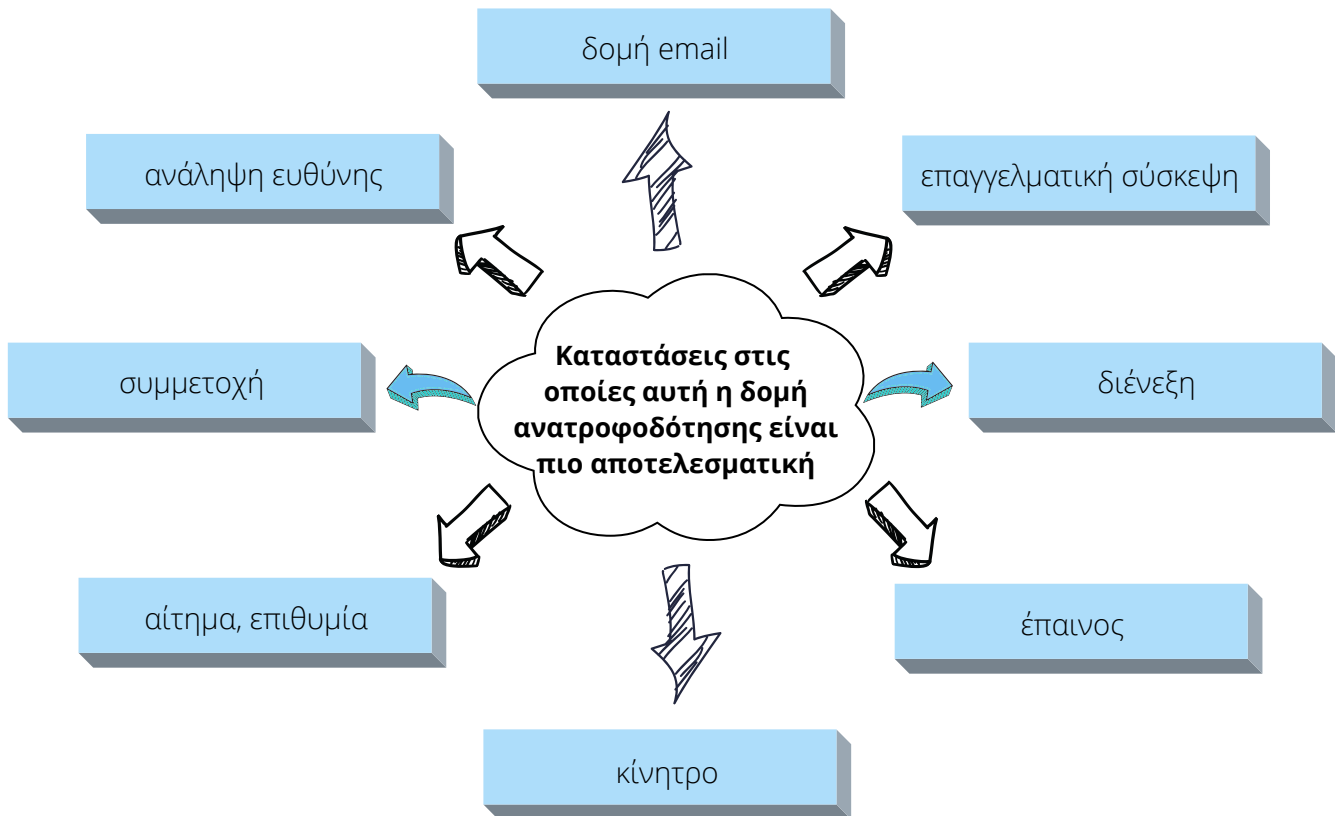 δομή email
ανάληψη ευθύνης
επαγγελματική σύσκεψη
συμμετοχή
Καταστάσεις στις
οποίες αυτή η δομή
ανατροφοδότησης είναι
πιο αποτελεσματική
διένεξη
αίτημα, επιθυμία
έπαινος
κίνητρο